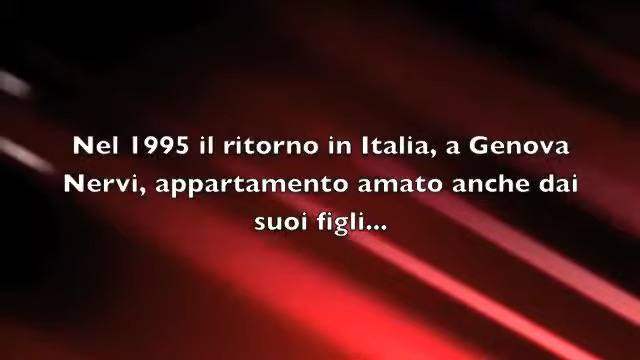 Nel 1995 il ritorno in Italia, a Genova
Nervi, appartamento amato anche dai
suoi figli...